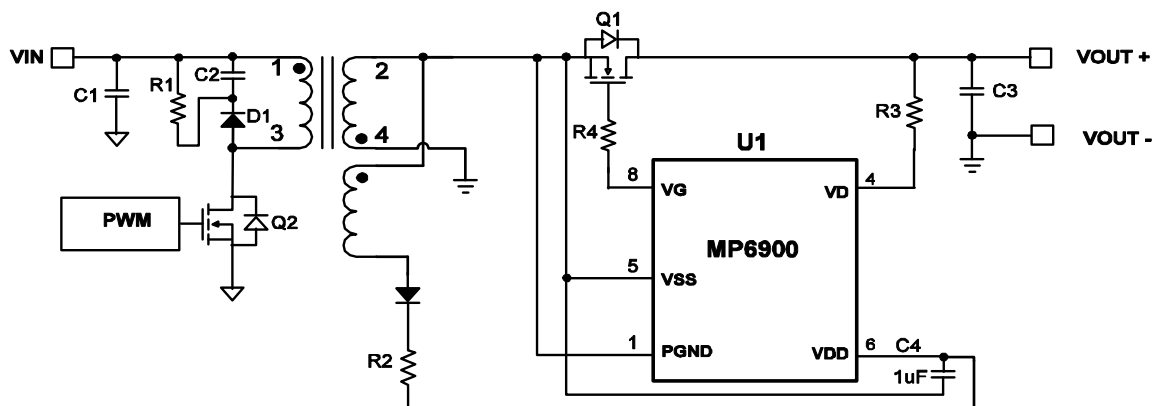 Q1
VIN
VOUT +
1
2
C2
R1
C1
D1
C3
R3
3
4
R4
U1
VOUT -
8
VG
VD
4
PWM
Q2
MP6900
5
VSS
1
PGND
VDD
6
C4
R2
1uF